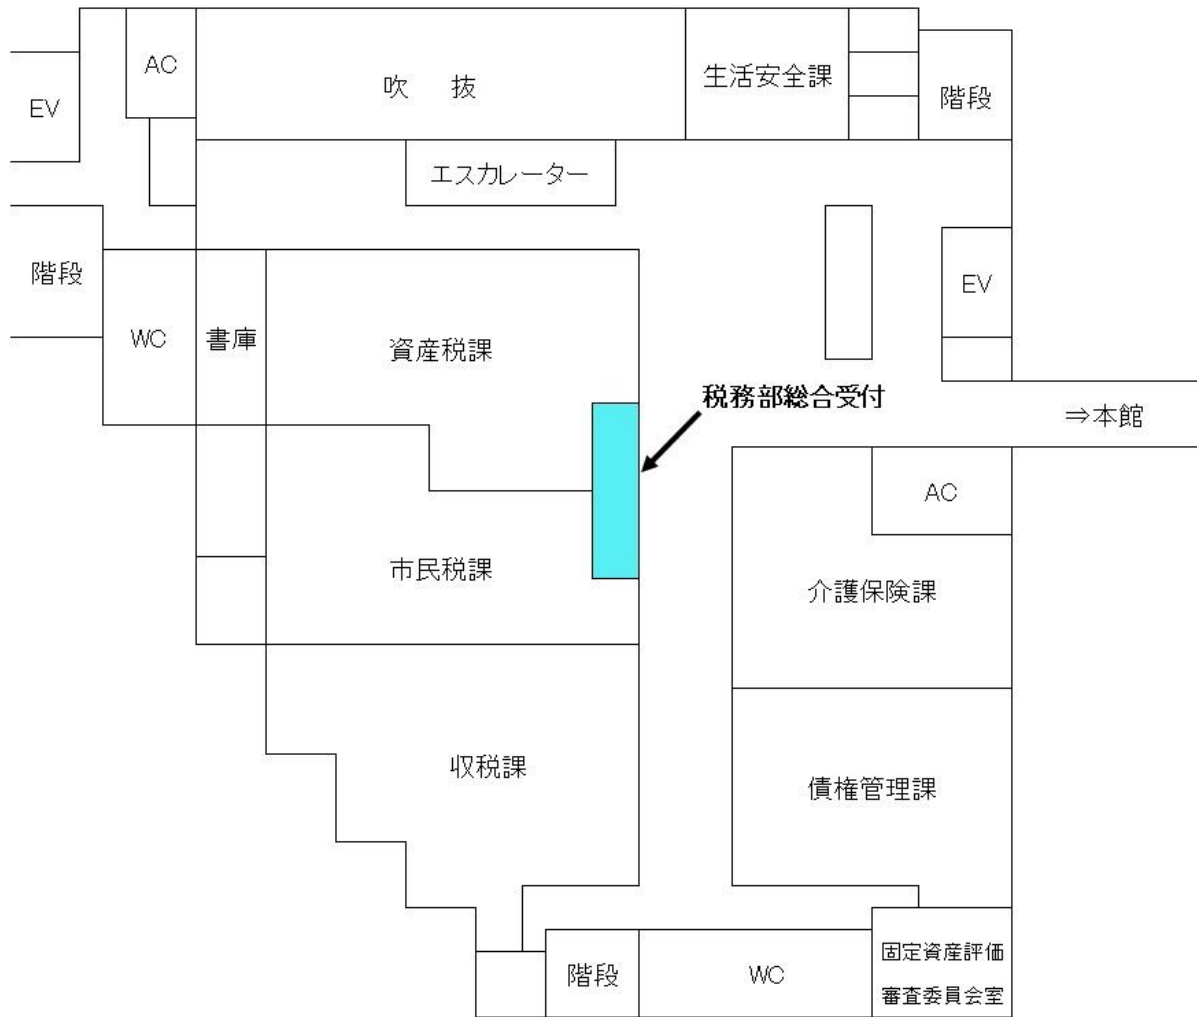 AC
吹　抜
生活安全課
EV
階段
エスカレーター
階段
EV
WC
書庫
資産税課
税務部総合受付
⇒本館
AC
市民税課
介護保険課
収税課
債権管理課
階段
WC
固定資産評価
審査委員会室